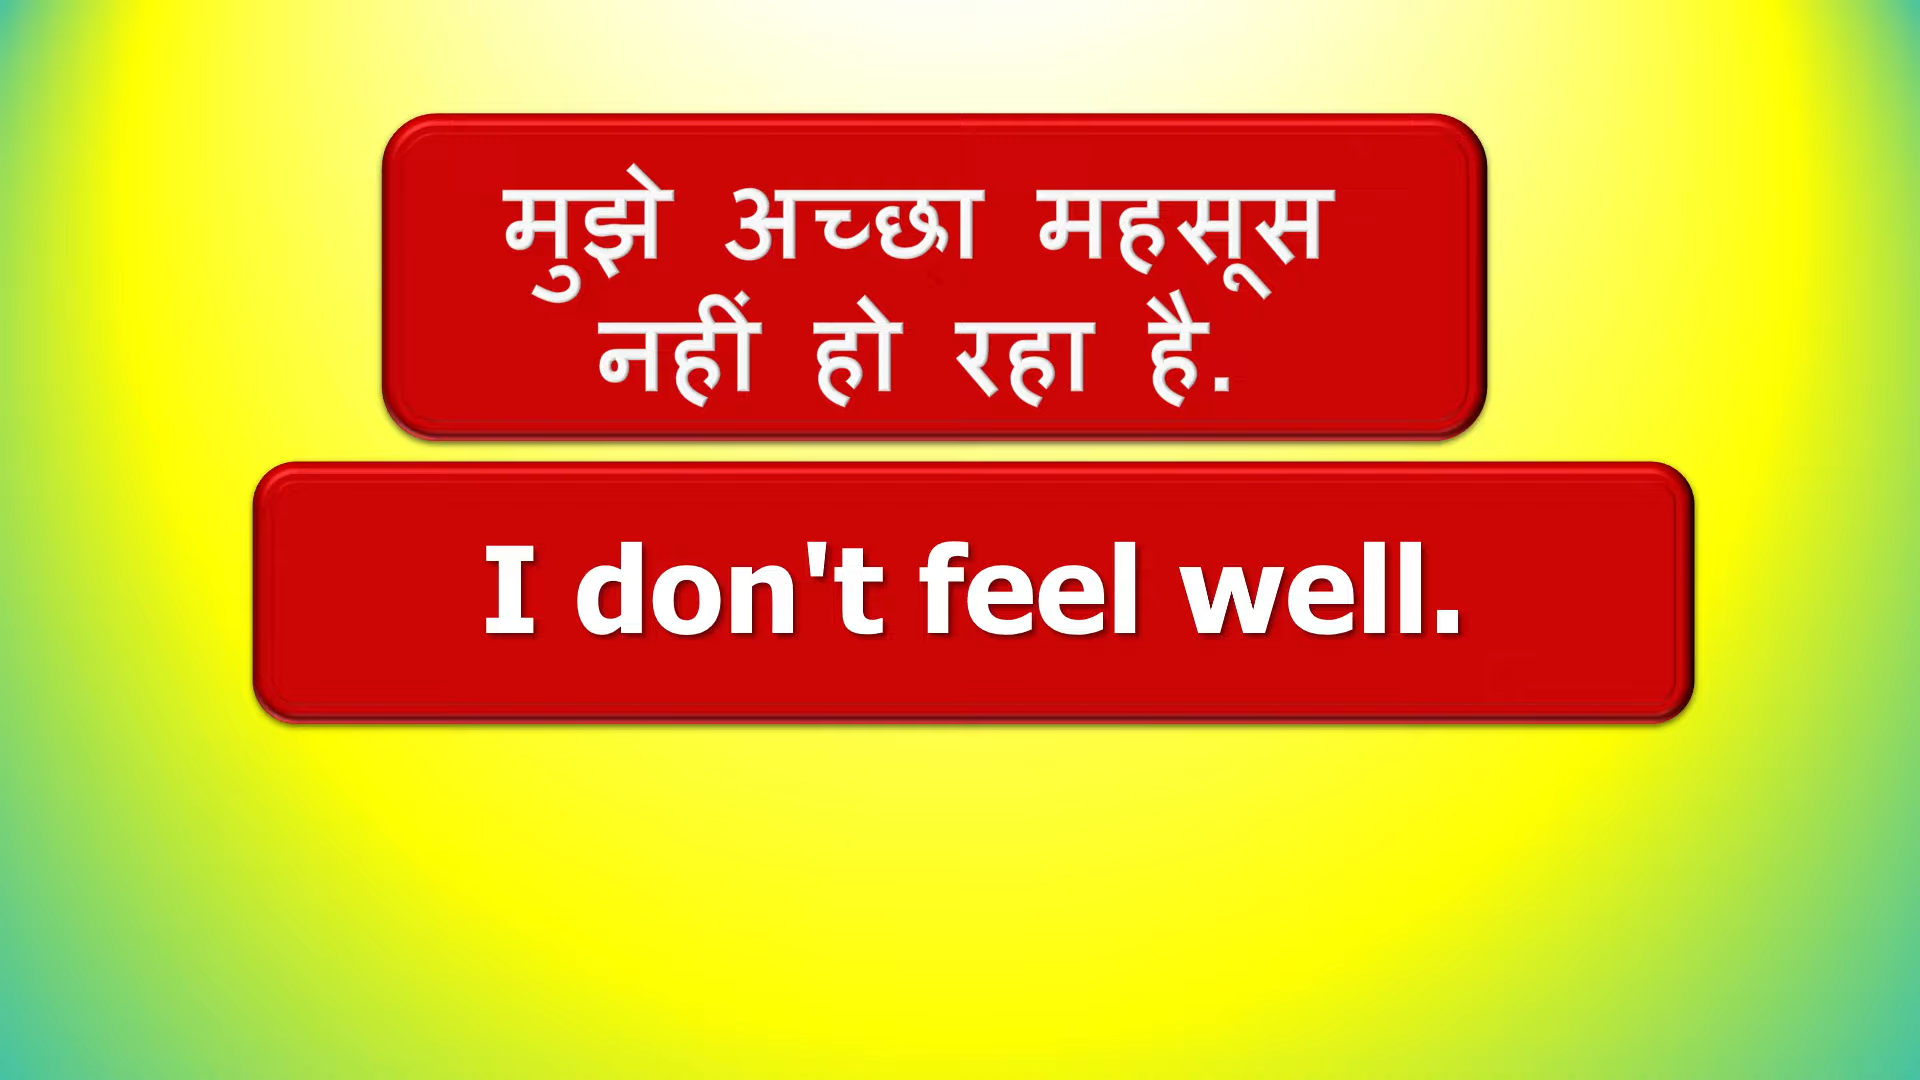 मुझे अच्छा महसूस
नहीं हो रहा है.
I don't feel well.